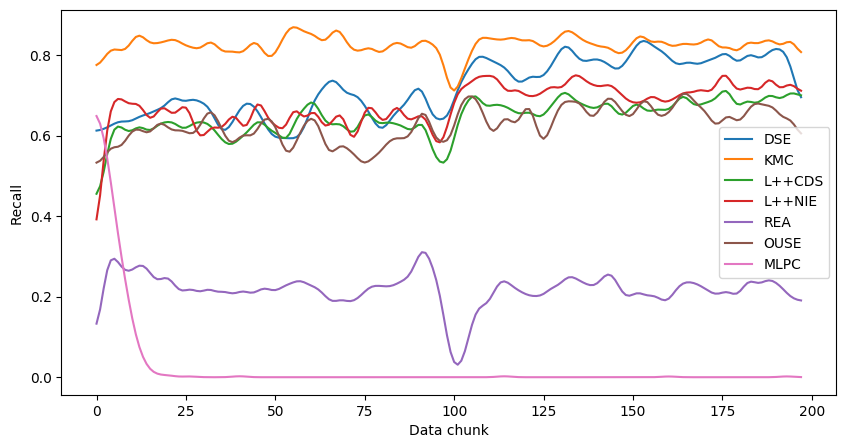 0.8
0.6
0.4
0.2
0.0
Recall
0 25 50 75 100 125 150 175 200
Data chunk
DSE
KMC
L++CDS
L++NIE
REA
OUSE
MLPC